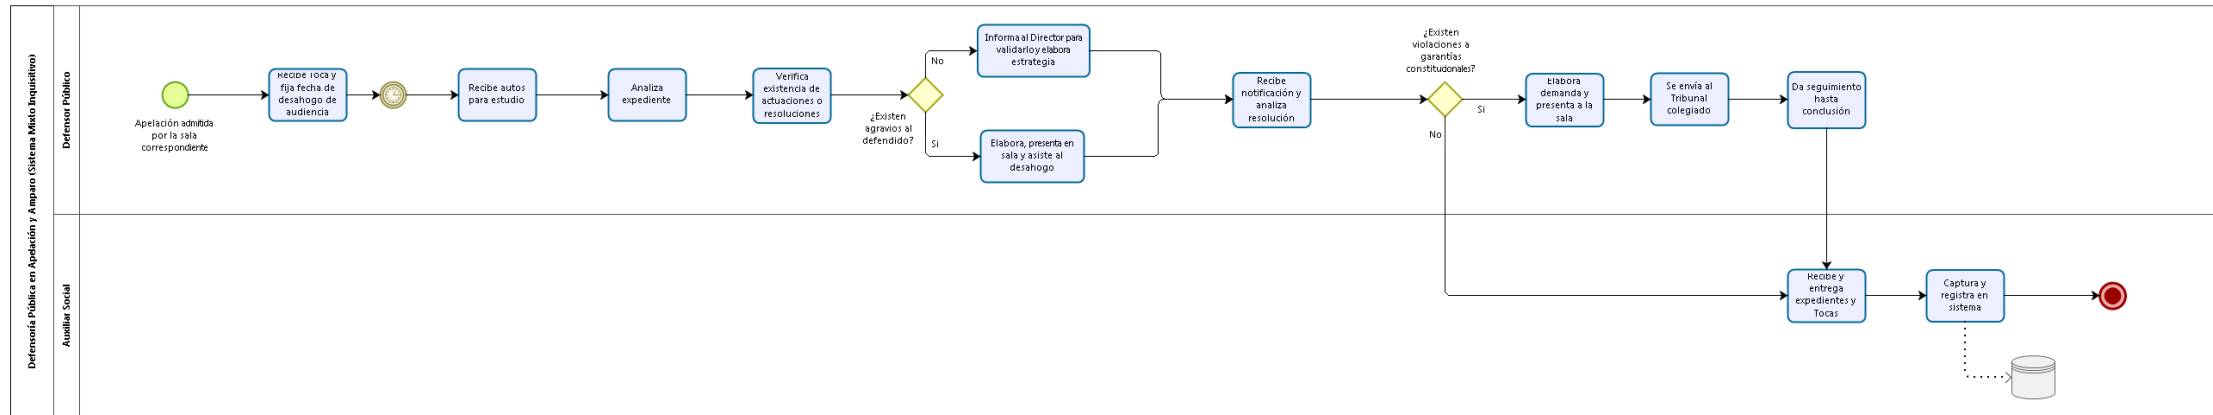 Defensoría Pública en Apelación y Amparo (Sistema Mixto Inquisitivo)
Defensor Público
Apelación admitida
por la sala
correspondiente
Recibe Toca y
fija fecha de
desahogo de
audiencia
Recibe autos
para estudio
Analiza
expediente
Verifica
existencia de
actuaciones o
resoluciones
¿Existen
agravios al
defendido?
No
Si
Informa al Director para
validarlo y elabora
estrategia
Elabora, presenta en
sala y asiste al
desahogo
Recibe
notificación y
analiza
resolución
¿Existen
violaciones a
garantías
constitucionales?
Si
No
Elabora
demanda y
presenta a la
sala
Se envía al
Tribunal
colegiado
Da seguimiento
hasta
conclusión
Auxiliar Social
Recibe y
entrega
expedientes y
Tocas
Captura y
registra en
sistema